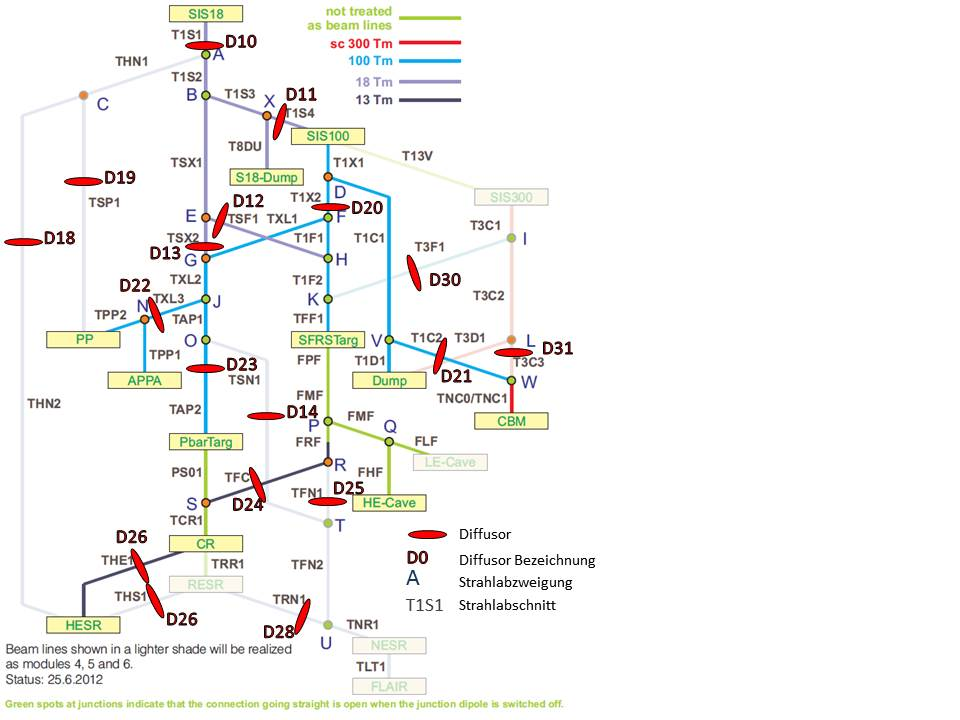 SIS18
not treated
as beam lines
sc 300 Tm
100 Tm
18 Tm
13 Tm
T1S1
D10
A
THN1
T1S2
C
B
T1S3
X
D11
T1S4
SIS100
T8DU
T1X1
T13V
TSX1
S18-Dump
D19
TSP1
D
T1X2
SIS300
D12
D20
E
TSF1
TXL1
F
T3C1
D18
TSX2
D13
T1F1
T1C1
I
T3F1
G
H
D22
TXL2
T1F2
D30
N
TXL3
J
K
T3C2
TPP2
TAP1
TFF1
PP
O
SFRSTarg
V
T1C2
T3D1
L
D31
TPP1
D23
FPF
T1D1
T3C3
APPA
TSN1
Dump
D21
W
FMF
TNC0/TNC1
THN2
TAP2
D14
FMF
CBM
P
Q
PbarTarg
FRF
FLF
R
LE-Cave
PS01
TFC
FHF
TFN1
D25
S
D24
HE-Cave
TCR1
T
D26
CR
Diffusor
D0
Diffusor Bezeichnung
THE1
TRR1
TFN2
A
Strahlabzweigung
RESR
THS1
TRN1
T1S1
Strahlabschnitt
HESR
D26
D28
TNR1
U
NESR
Beam lines shown in a lighter shade will be realized
as modules 4, 5 and 6.
Status: 25.6.2012
TLT1
FLAIR
Green spots at junctions indicate that the connection going straight is open when the junction dipole is switched off.